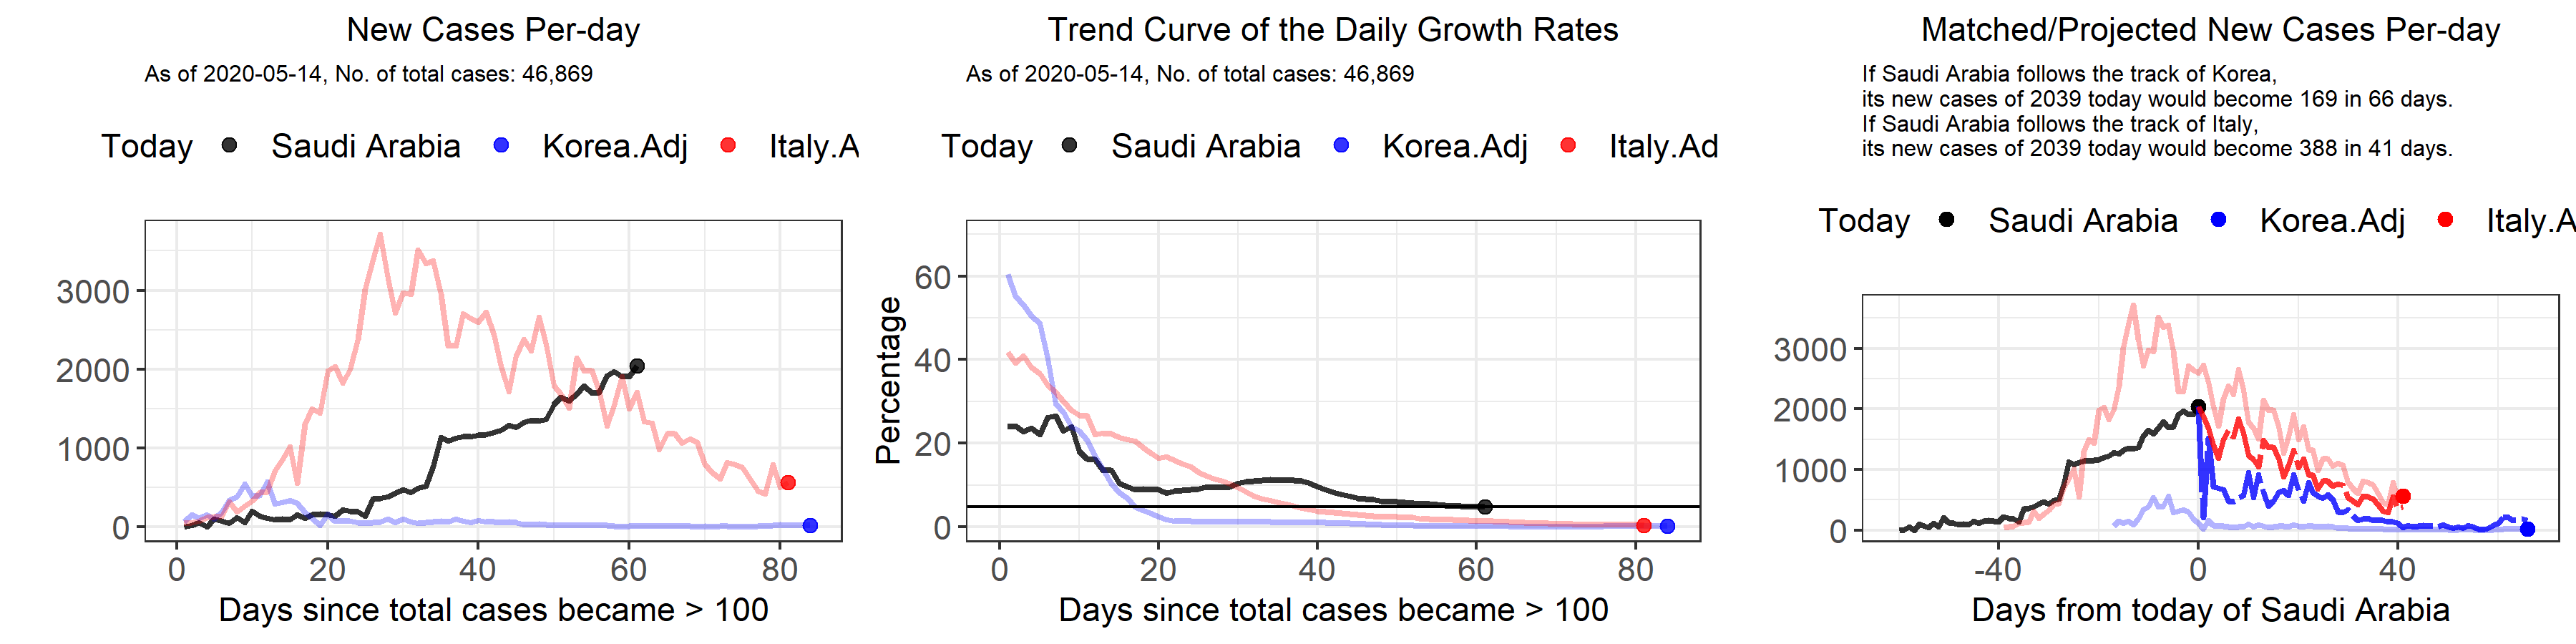 New Cases Per-day
As of 2020-05-14, No. of total cases: 46,869
Today Saudi Arabia Korea.Adj Italy.A
3000
2000
1000
0
0 20 40 60 80
Days since total cases became > 100
Trend Curve of the Daily Growth Rates
As of 2020-05-14, No. of total cases: 46,869
Today Saudi Arabia Korea.Adj Italy.Ad
Percentage
60
40
20
0
0 20 40 60 80
Days since total cases became > 100
Matched/Projected New Cases Per-day
If Saudi Arabia follows the track of Korea,
its new cases of 2039 today would become 169 in 66 days.
If Saudi Arabia follows the track of Italy,
its new cases of 2039 today would become 388 in 41 days.
Today Saudi Arabia Korea.Adj Italy.A
3000
2000
1000
0
-40 0 40
Days from today of Saudi Arabia